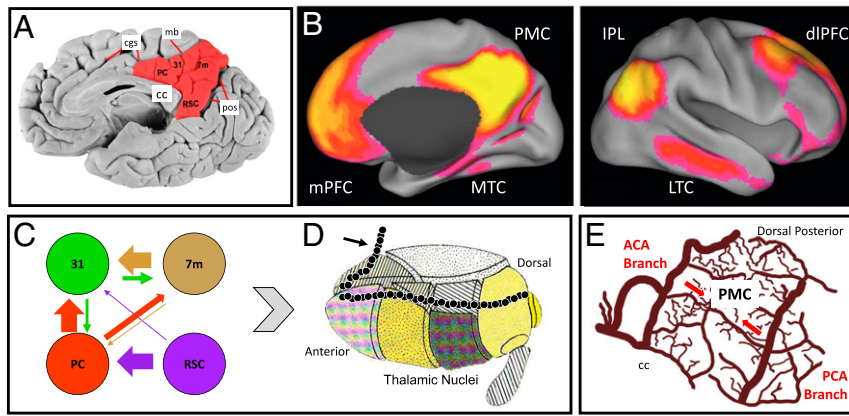 A
cgs
mb
PC
31
7m
CC
RSC
pos
B
PMC
mPFC
MTC
IPL
dlPFC
LTC
C
31
7m
PC
RSC
D
Dorsal
Anterior
Thalamic Nuclei
E
ACA
Branch
Dorsal Posterior
PMC
cc
PCA
Branch